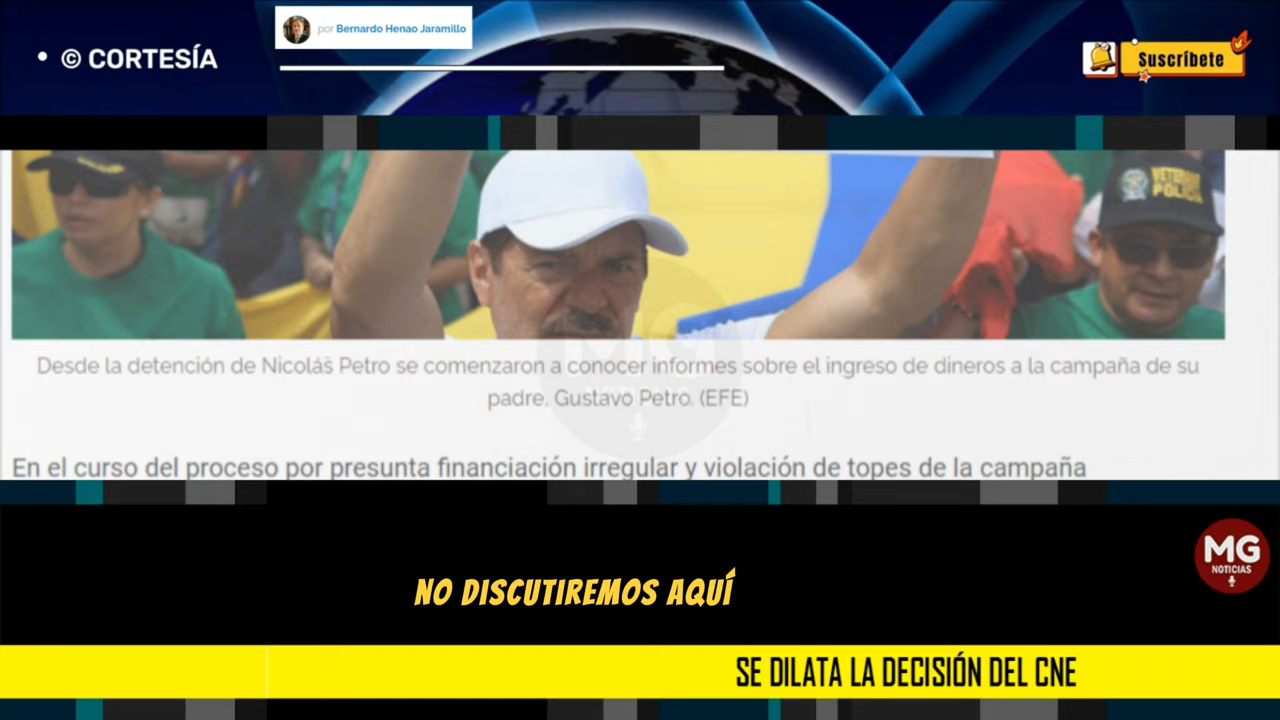 por Bernardo Henao Jaramillo
• © CORTESÍA
Suscríbete
VETERANO
POLICÍA
Desde la detención de Nicolás Petro se comenzaron a conocer informes sobre el ingreso de dineros a la campaña de su
padre, Gustavo Petro. (EFE)
En el curso del proceso por presunta financiación irregular y violación de topes de la campaña
NO DISCUTIREMOS AQUÍ
MG
NOTICIAS
SE DILATA LA DECISIÓN DEL CNE